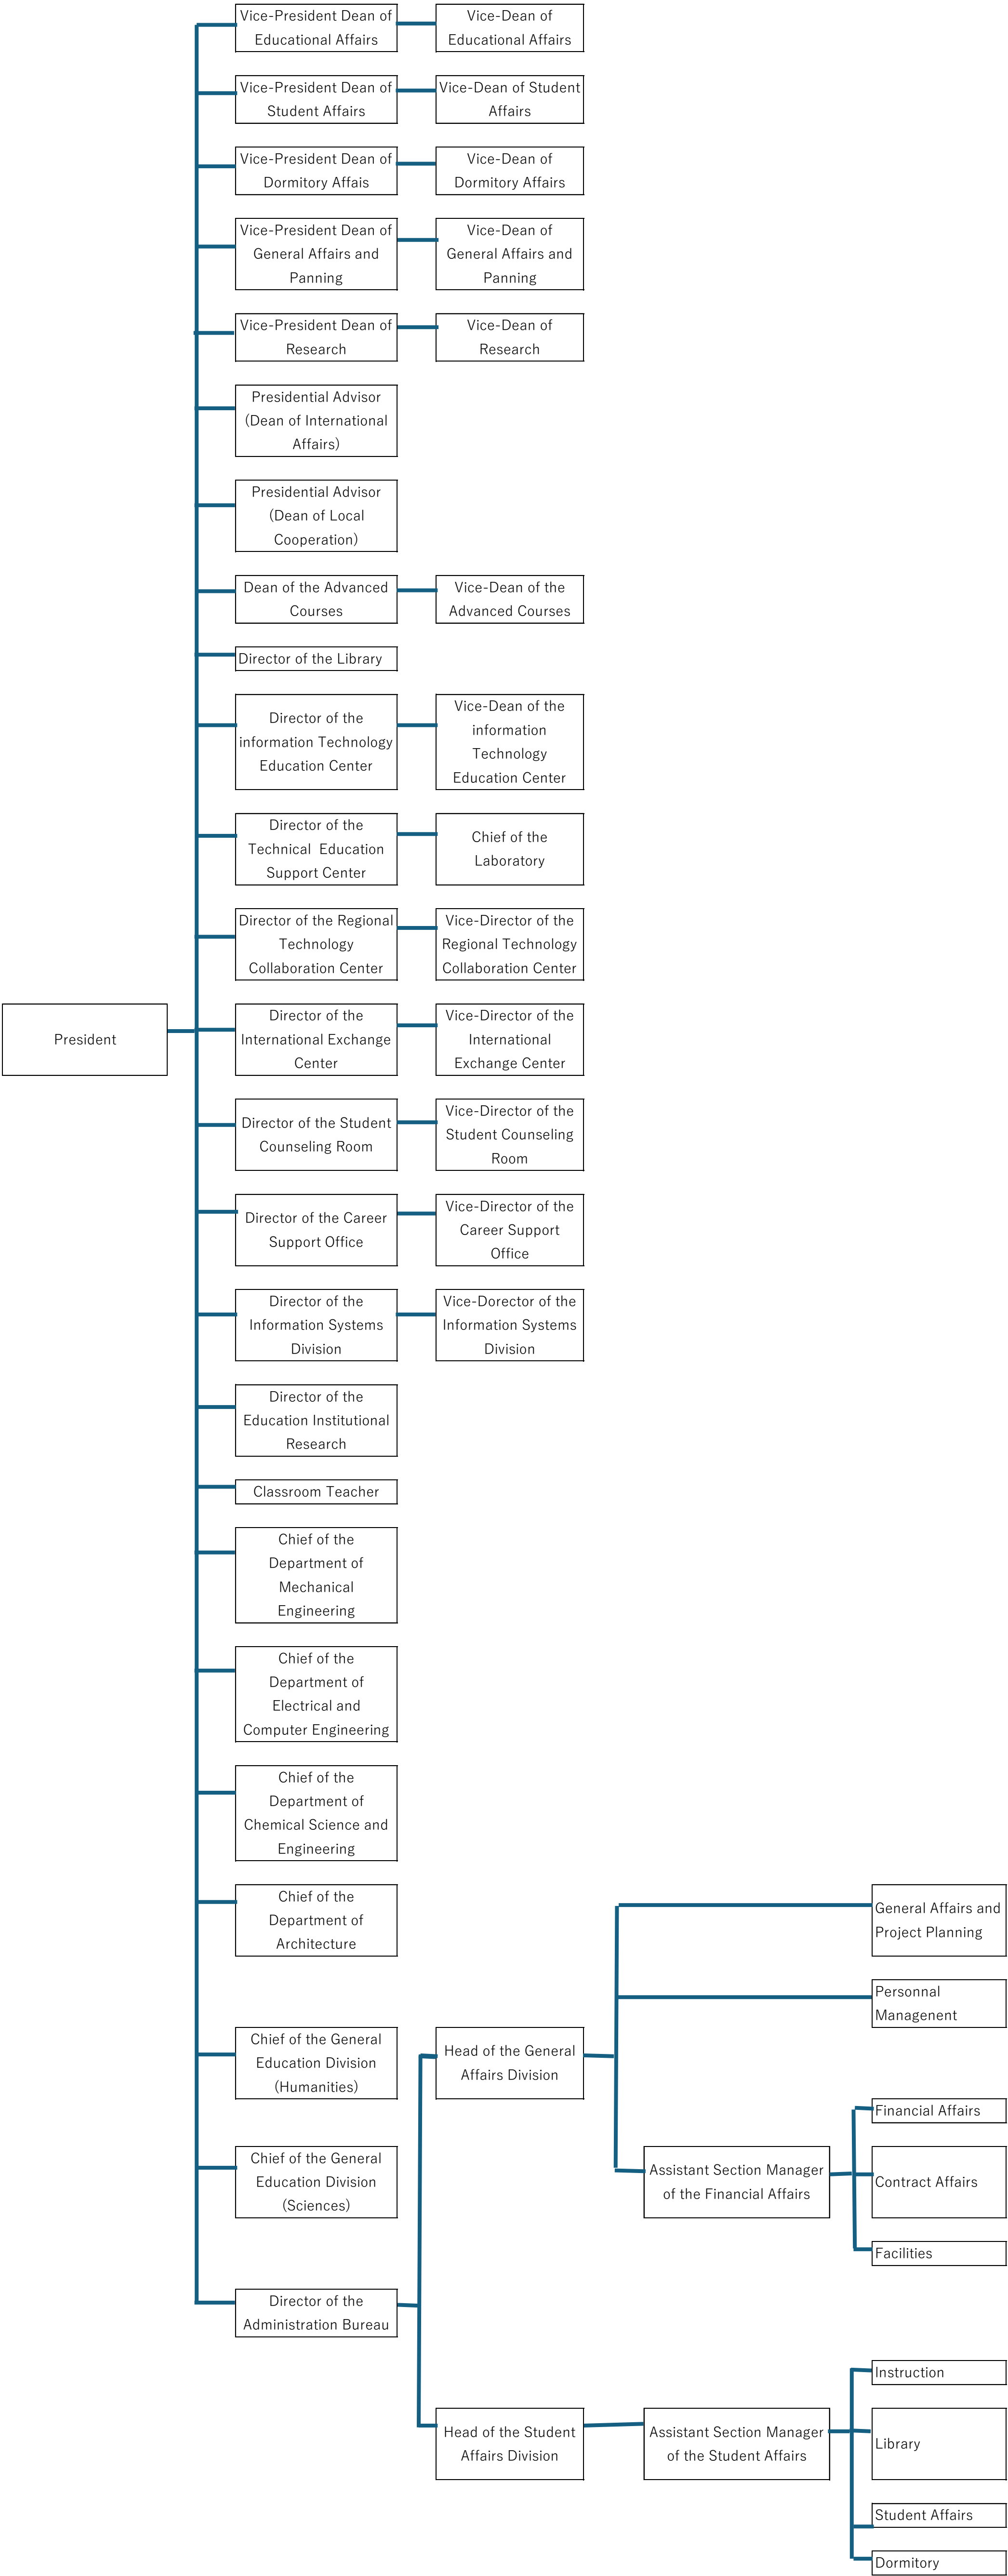 Vice-President Dean of
Educational Affairs
Vice-Dean of
Educational Affairs
Vice-President Dean of
Student Affairs
Vice-Dean of Student
Affairs
Vice-President Dean of
Dormitory Affais
Vice-Dean of
Dormitory Affairs
Vice-President Dean of
General Affairs and
Panning
Vice-Dean of
General Affairs and
Panning
Vice-President Dean of
Research
Vice-Dean of
Research
Presidential Advisor
(Dean of International
Affairs)
Presidential Advisor
(Dean of Local
Cooperation)
Dean of the Advanced
Courses
Vice-Dean of the
Advanced Courses
Director of the Library
Director of the
information Technology
Education Center
Vice-Dean of the
information
Technology
Education Center
Director of the
Technical Education
Support Center
Chief of the
Laboratory
Director of the Regional
Technology
Collaboration Center
Vice-Director of the
Regional Technology
Collaboration Center
President
Director of the
International Exchange
Center
Vice-Director of the
International
Exchange Center
Director of the Student
Counseling Room
Vice-Director of the
Student Counseling
Room
Director of the Career
Support Office
Vice-Director of the
Career Support
Office
Director of the
Information Systems
Division
Vice-Dorector of the
Information Systems
Division
Director of the
Education Institutional
Research
Classroom Teacher
Chief of the
Department of
Mechanical
Engineering
Chief of the
Department of
Electrical and
Computer Engineering
Chief of the
Department of
Chemical Science and
Engineering
Chief of the
Department of
Architecture
General Affairs and
Project Planning
Personnal
Management
Chief of the General
Education Division
(Humanities)
Head of the General
Affairs Division
Financial Affairs
Chief of the General
Education Division
(Sciences)
Assistant Section Manager
of the Financial Affairs
Contract Affairs
Facilities
Director of the
Administration Bureau
Instruction
Head of the Student
Affairs Division
Assistant Section Manager
of the Student Affairs
Library
Student Affairs
Dormitory